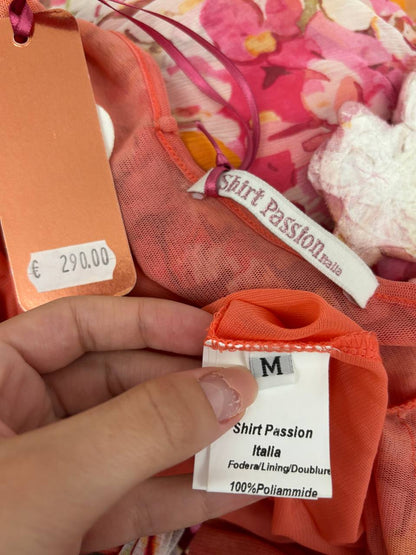 € 290.00
Shirt Passion
Italia
M
Shirt Passion
Italia
Fodera/Lining/Doublure
100%Poliammide